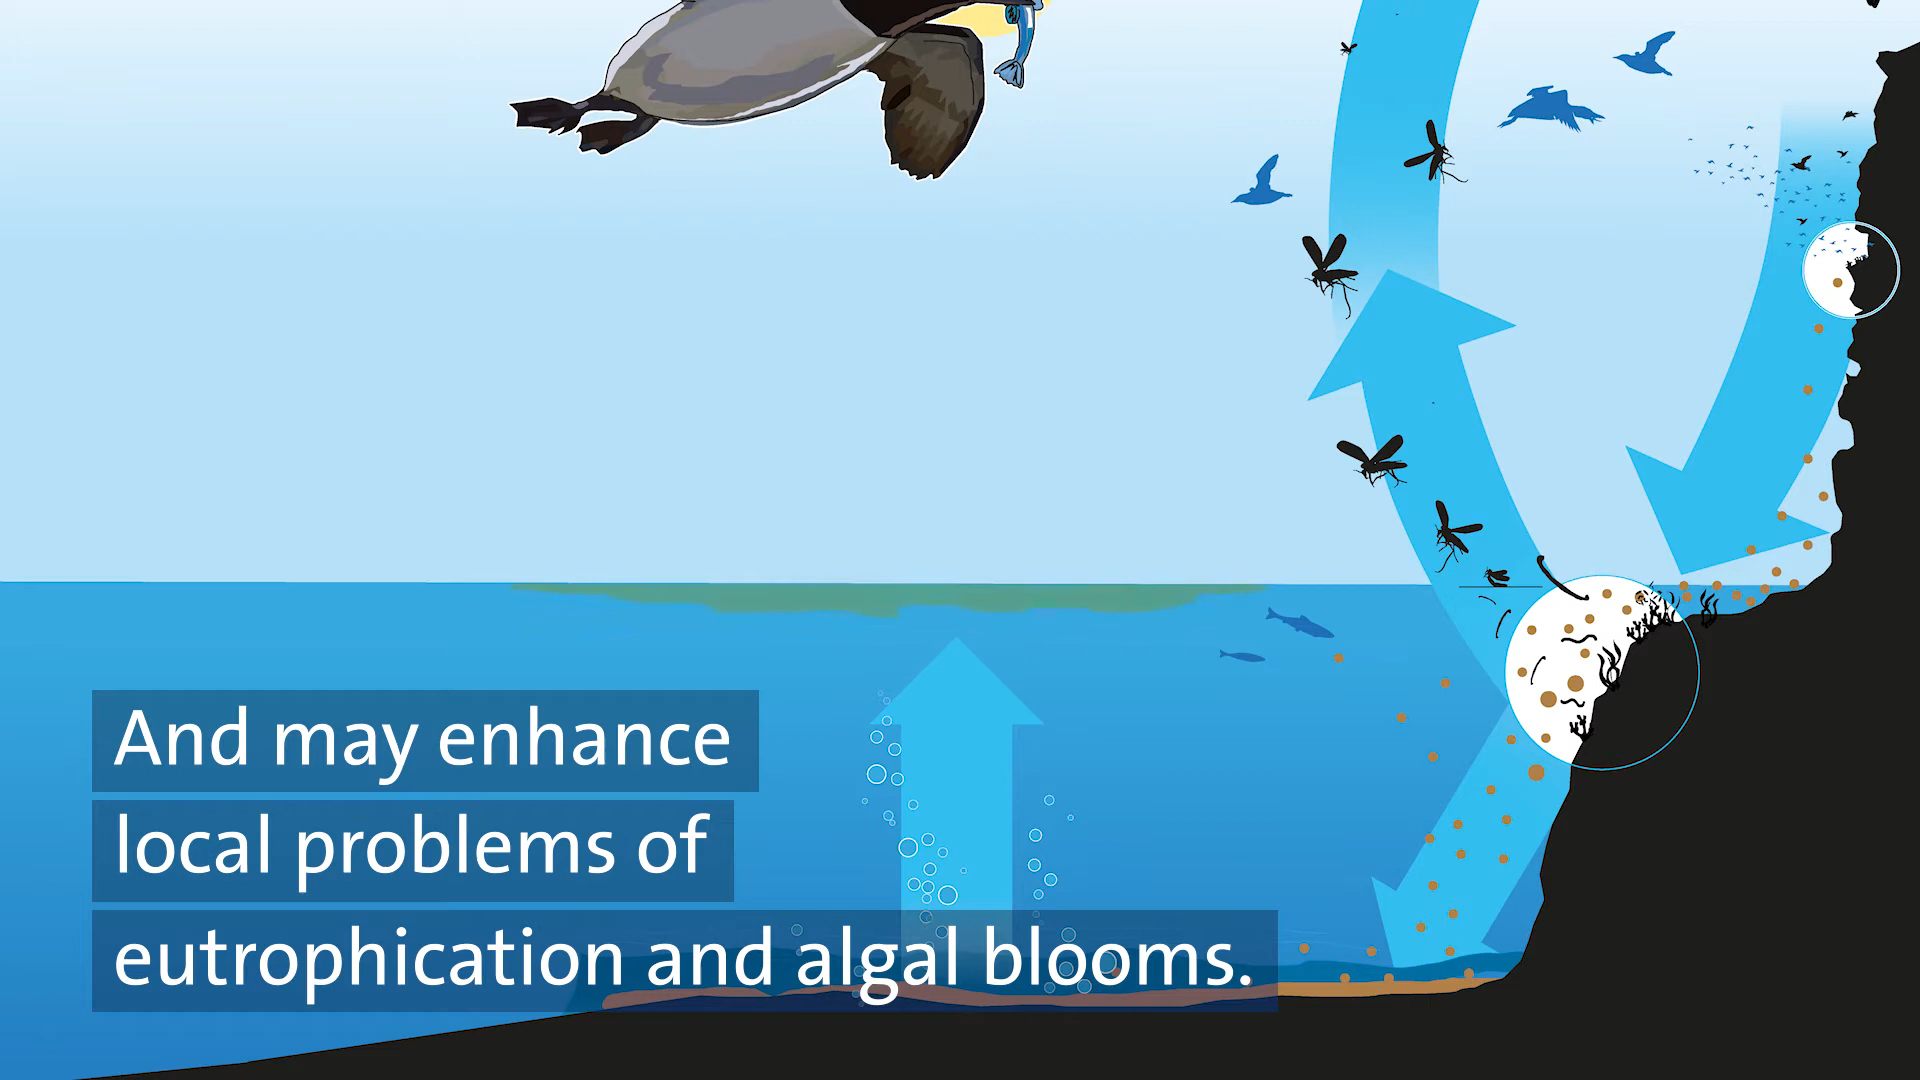 And may enhance
local problems of
eutrophication and algal blooms.